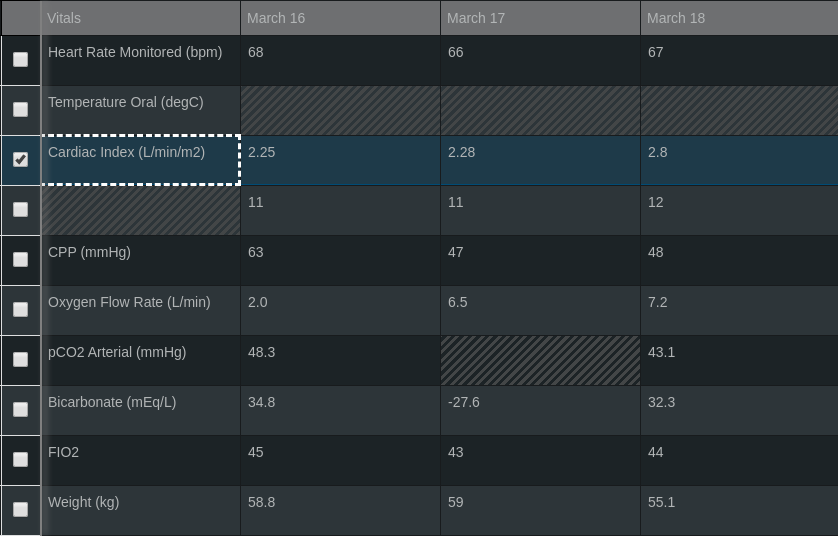 Vitals March 16 March 17 March 18
Heart Rate Monitored (bpm) 68 66 67
Temperature Oral (degC)
Cardiac Index (L/min/m2) 2.25 2.28 2.8
11 11 12
CPP (mmHg) 63 47 48
Oxygen Flow Rate (L/min) 2.0 6.5 7.2
pCO2 Arterial (mmHg) 48.3 43.1
Bicarbonate (mEq/L) 34.8 -27.6 32.3
FIO2 45 43 44
Weight (kg) 58.8 59 55.1